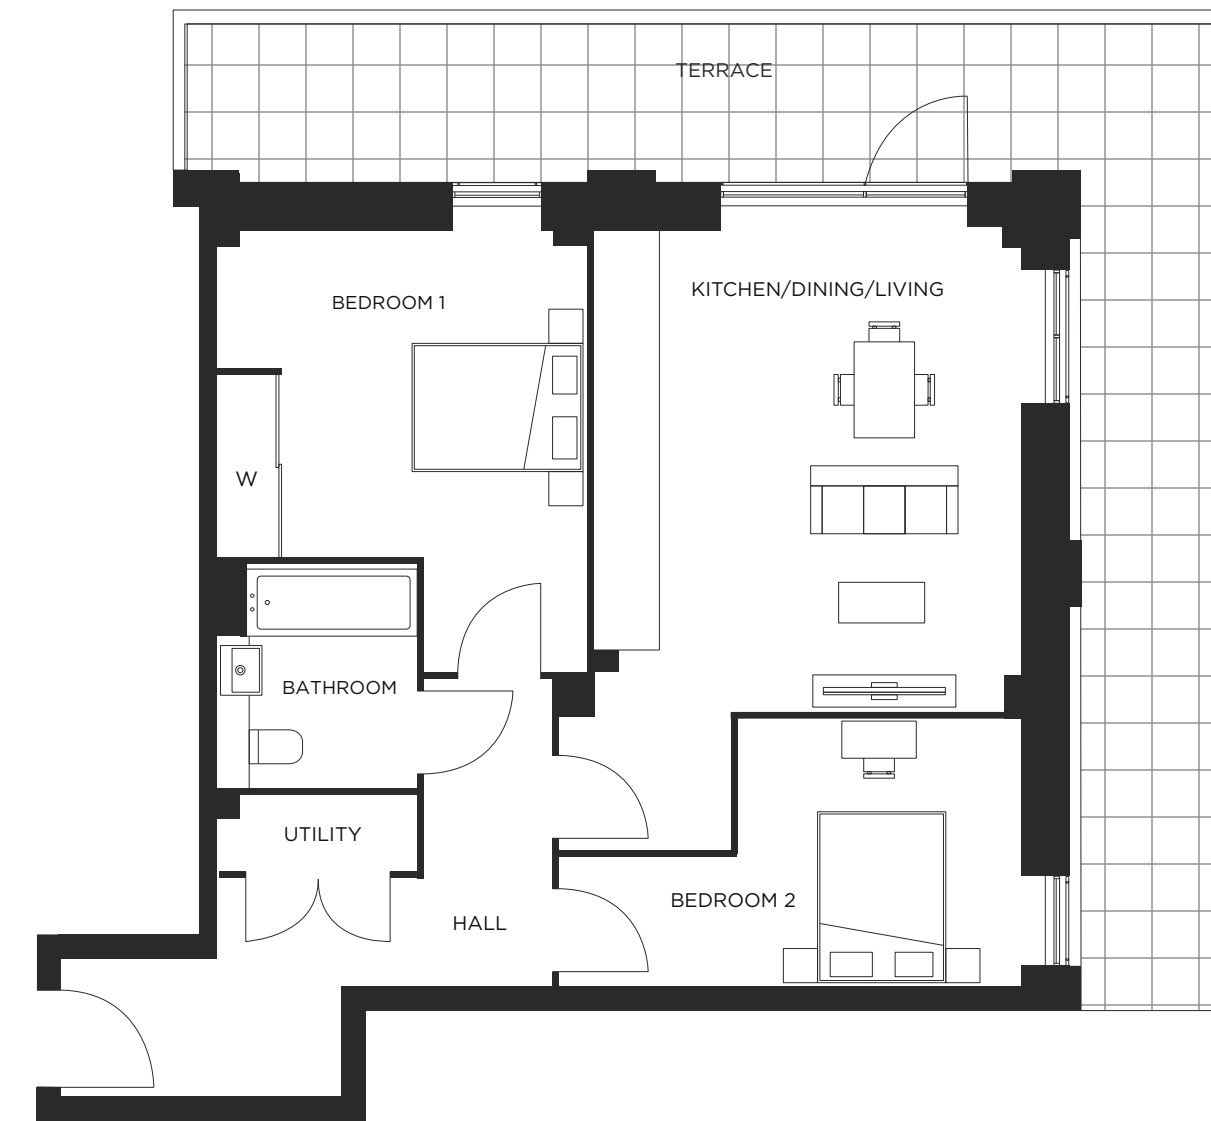 TERRACE
KITCHEN/DINING/LIVING
BEDROOM 1
W
BATHROOM
UTILITY
BEDROOM 2
HALL